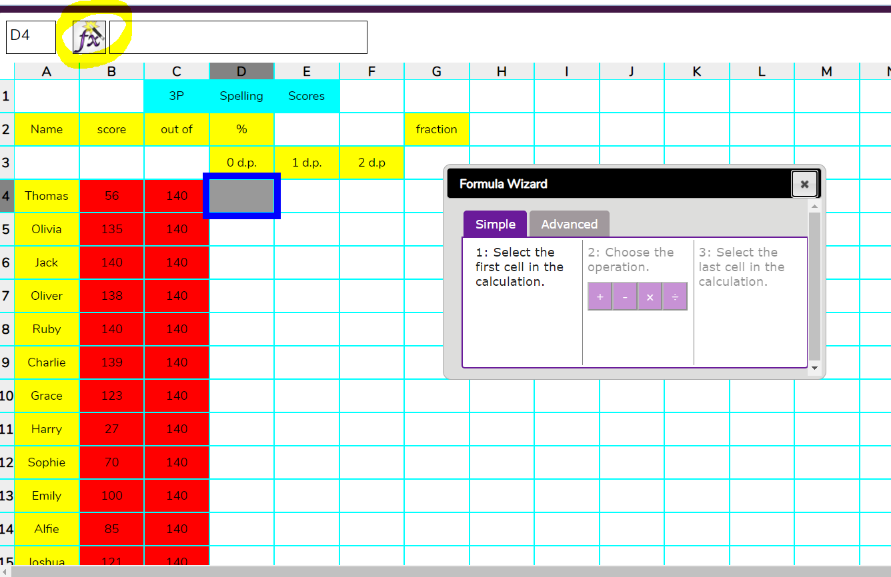 D4 fx
A B C D E F G H I J K L M
1 3P Spelling Scores
2 Name score out of % fraction
3 0 d.p. 1 d.p. 2 d.p
4 Thomas 56 140
5 Olivia 135 140
6 Jack 140 140
7 Oliver 138 140
8 Ruby 140 140
9 Charlie 139 140
10 Grace 123 140
11 Harry 27 140
12 Sophie 70 140
13 Emily 100 140
14 Alfie 85 140
15 Joshua 121 140
Formula Wizard
Simple Advanced
1: Select the
first cell in the
calculation.
2: Choose the
operation.
+ - x ÷
3: Select the
last cell in the
calculation.